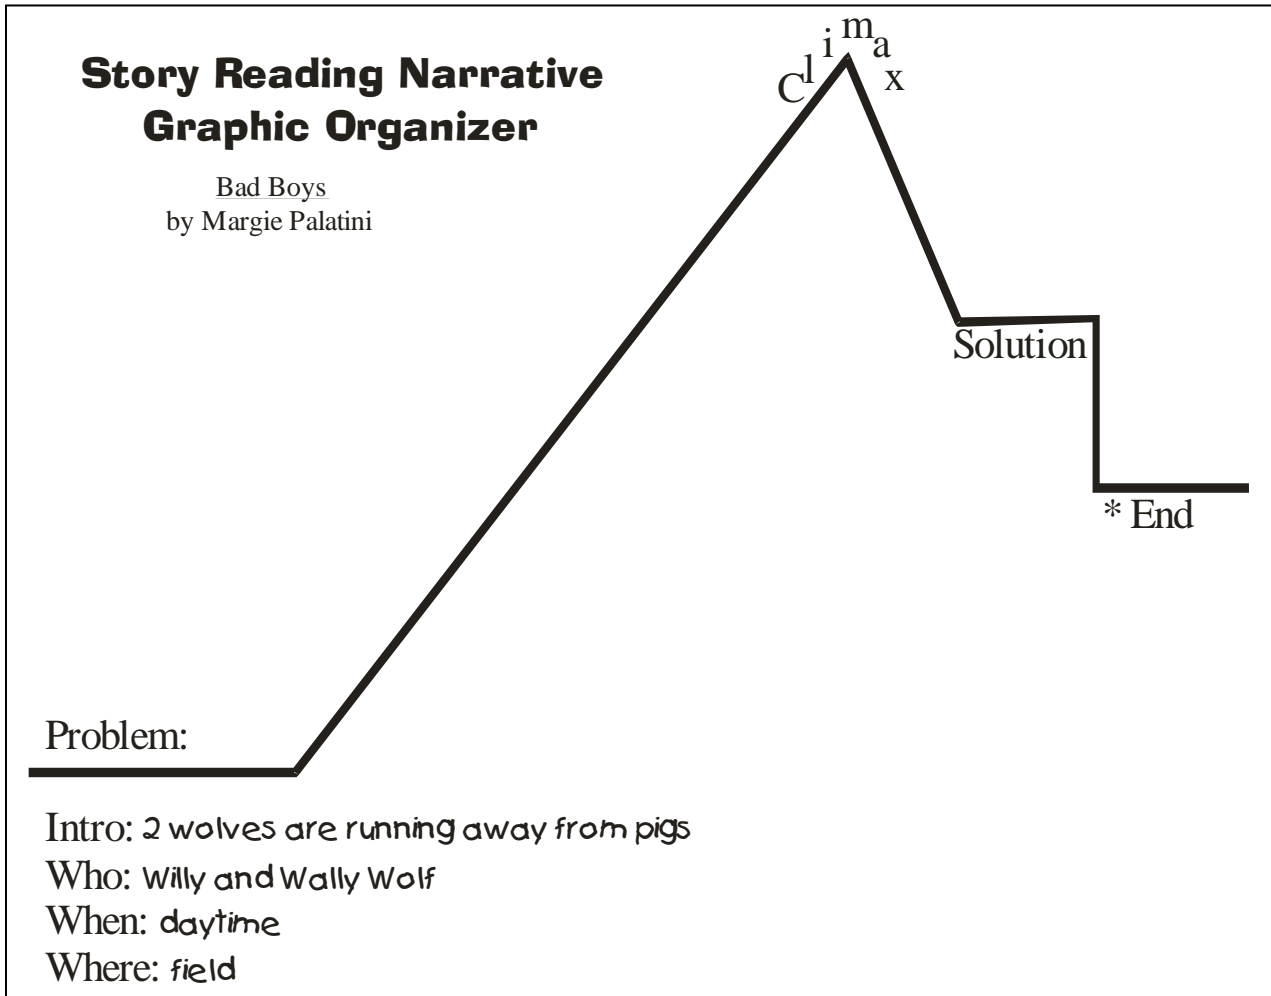 Story Reading Narrative
Graphic Organizer
Bad Boys
by Margie Palatini
Climax
Solution
* End
Problem:
Intro: 2 wolves are running away from pigs
Who: Willy and Wally Wolf
When: daytime
Where: field